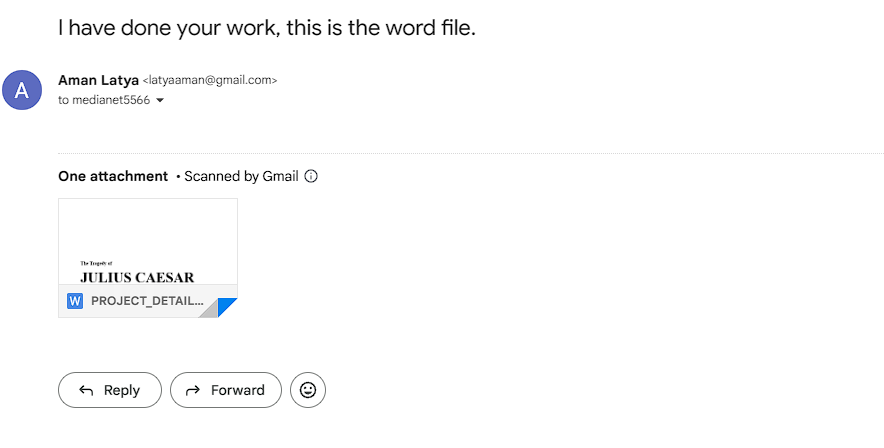 I have done your work, this is the word file.
A
Aman Latya <latyaaman@gmail.com>
to medianet5566
One attachment • Scanned by Gmail
The Tragedy of
JULIUS CAESAR
W PROJECT_DETAIL...
Reply Forward